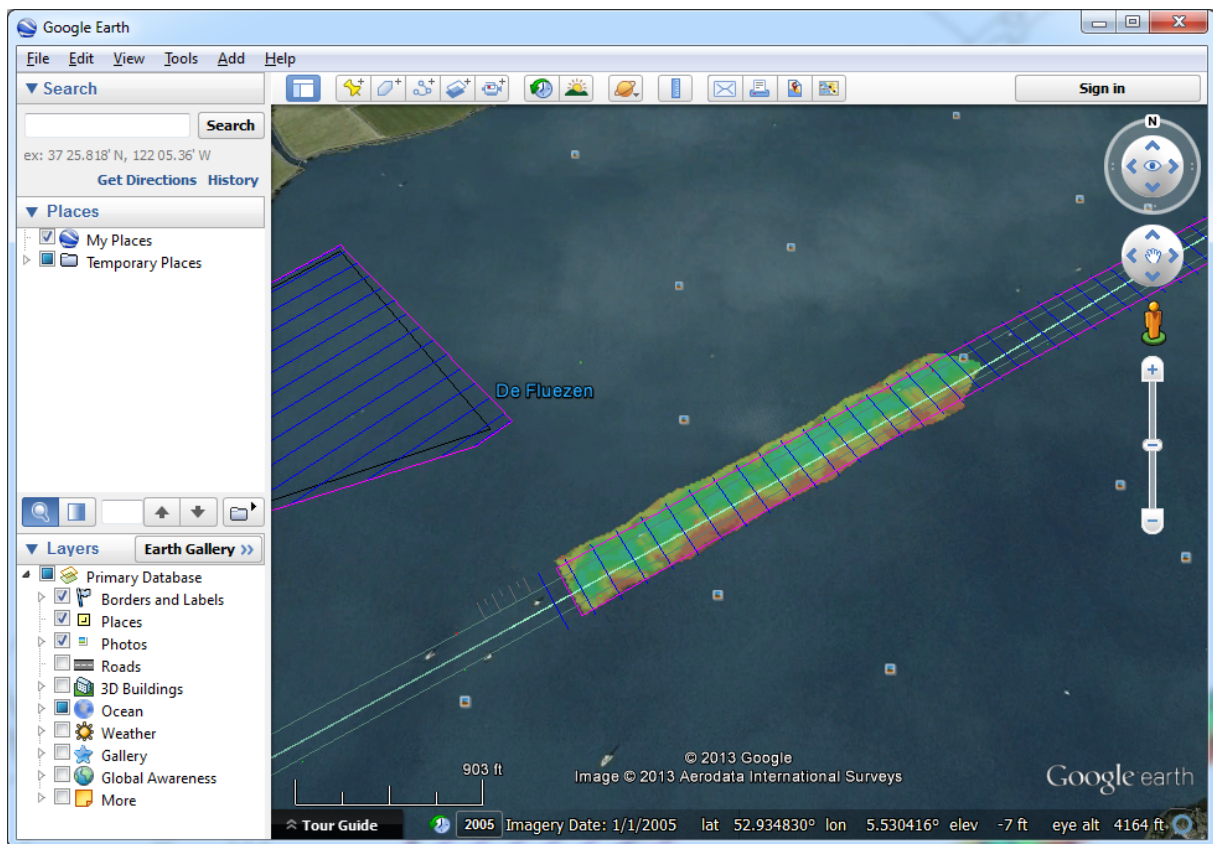 Google Earth
File Edit View Tools Add Help
Search
Sign in
Search
ex: 37 25.818' N, 122 05.36' W
Get Directions History
Places
My Places
Temporary Places
N
De Fluezen
Layers
Earth Gallery >>
Primary Database
Borders and Labels
Places
Photos
Roads
3D Buildings
Ocean
Weather
Gallery
Global Awareness
More
903 ft
© 2013 Google
Image © 2013 Aerodata International Surveys
Google earth
Tour Guide 2005 Imagery Date: 1/1/2005 lat 52.934830° lon 5.530416° elev -7 ft eye alt 4164 ft